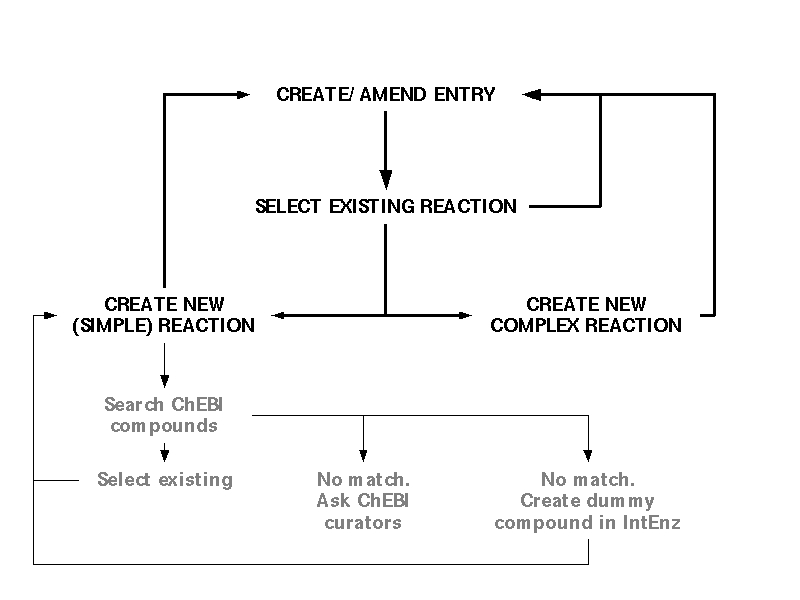 CREATE/ AMEND ENTRY
SELECT EXISTING REACTION
CREATE NEW
(SIMPLE) REACTION
CREATE NEW
COMPLEX REACTION
Search ChEBI
compounds
Select existing
No match.
Ask ChEBI
curators
No match.
Create dummy
compound in IntEnz